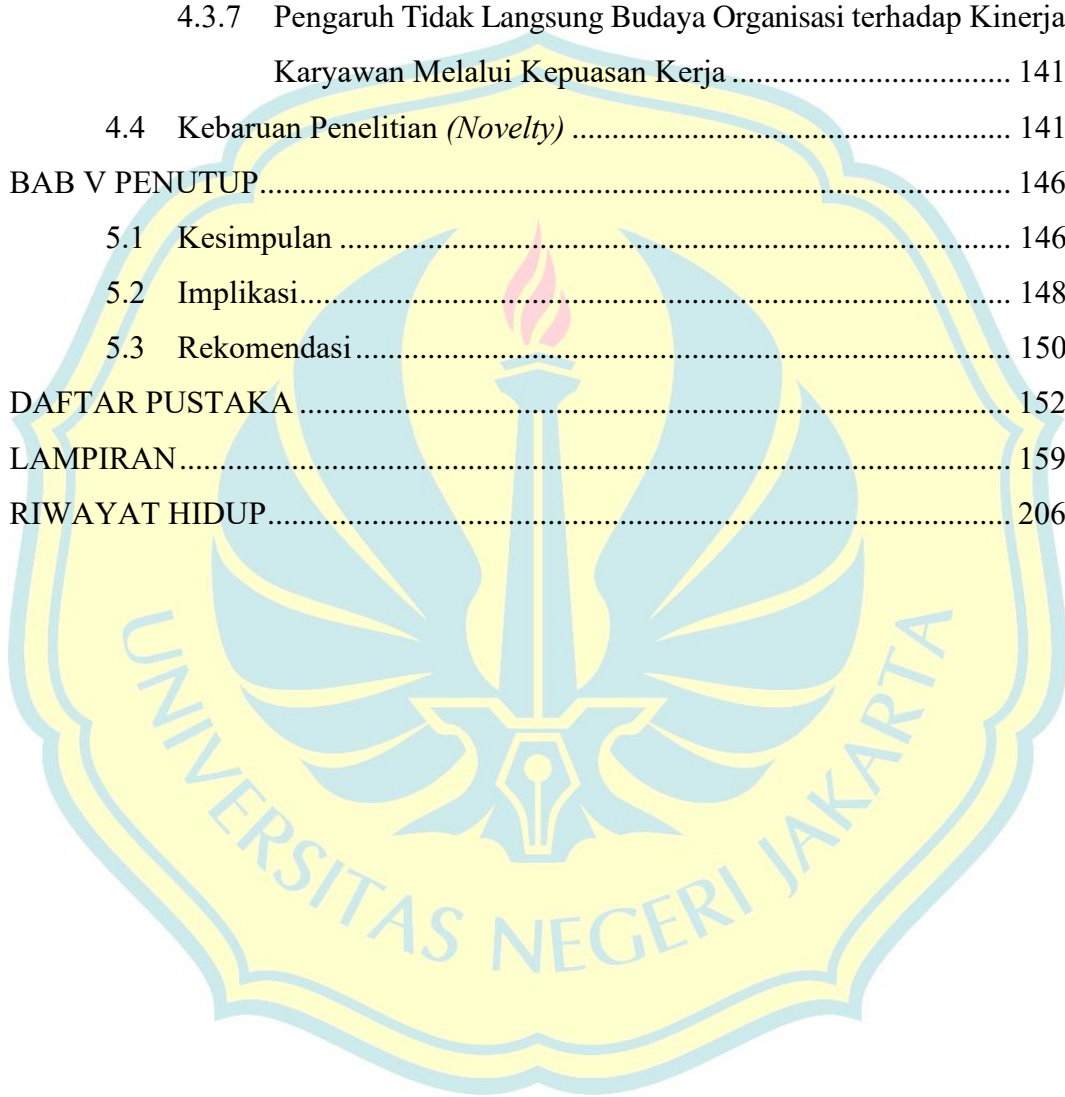 4.3.7 Pengaruh Tidak Langsung Budaya Organisasi terhadap Kinerja
Karyawan Melalui Kepuasan Kerja .................................. 141
4.4 Kebaruan Penelitian (Novelty) ..................................................... 141
BAB V PENUTUP ............................................................................................. 146
5.1 Kesimpulan .................................................................................... 146
5.2 Implikasi ......................................................................................... 148
5.3 Rekomendasi .................................................................................. 150
DAFTAR PUSTAKA ......................................................................................... 152
LAMPIRAN ........................................................................................................ 159
RIWAYAT HIDUP ............................................................................................. 206
UNIVERSITAS NEGERI JAKARTA